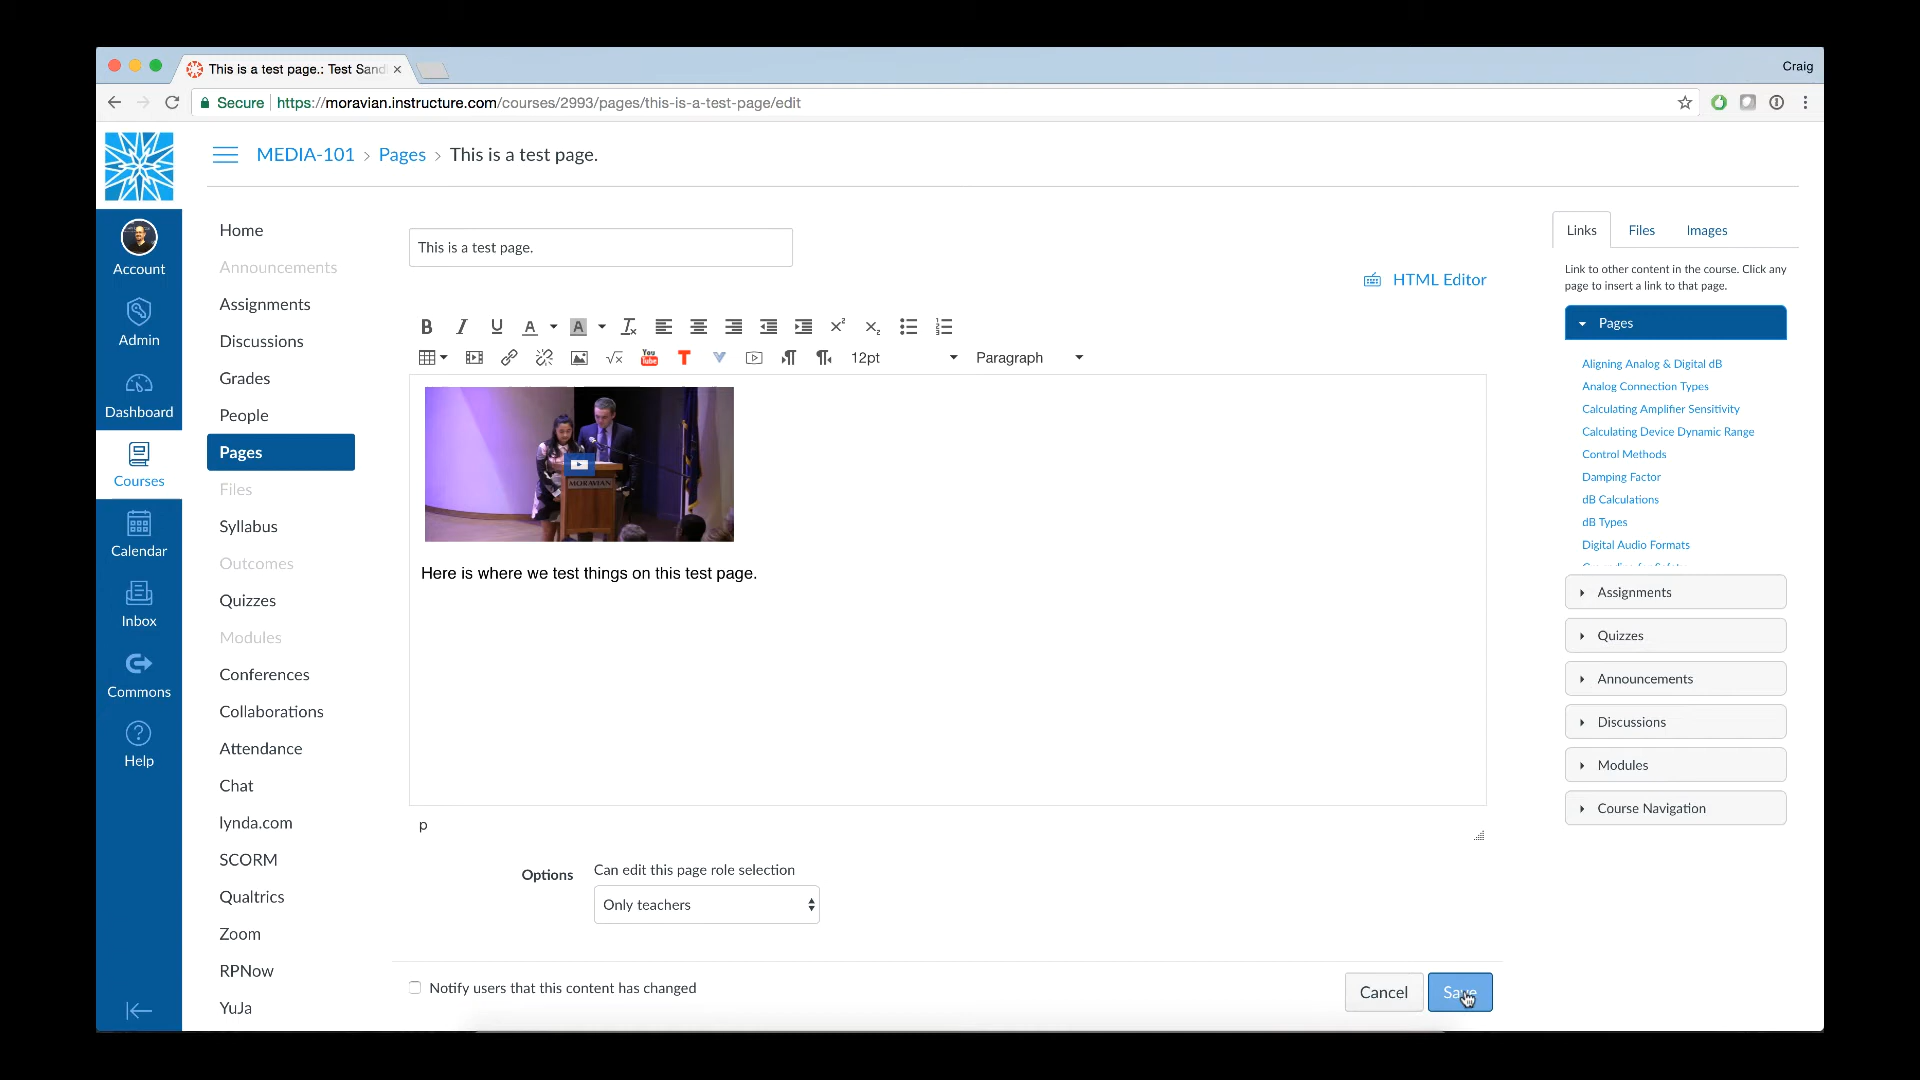 This is a test page.: Test Sand
Craig
Secure https://moravian.instructure.com/courses/2993/pages/this-is-a-test-page/edit
MEDIA-101 › Pages › This is a test page.
Account
Admin
Dashboard
Courses
Calendar
Inbox
Commons
Help
Home
Announcements
Assignments
Discussions
Grades
People
Pages
Files
Syllabus
Outcomes
Quizzes
Modules
Conferences
Collaborations
Attendance
Chat
lynda.com
SCORM
Qualtrics
Zoom
RPNow
YuJa
This is a test page.
HTML Editor
12pt Paragraph
MORAVIAN
Here is where we test things on this test page.
p
Options
Can edit this page role selection
Only teachers
Notify users that this content has changed
Cancel Save
Links Files Images
Link to other content in the course. Click any
page to insert a link to that page.
Pages
Aligning Analog & Digital dB
Analog Connection Types
Calculating Amplifier Sensitivity
Calculating Device Dynamic Range
Control Methods
Damping Factor
dB Calculations
dB Types
Digital Audio Formats
Assignments
Quizzes
Announcements
Discussions
Modules
Course Navigation